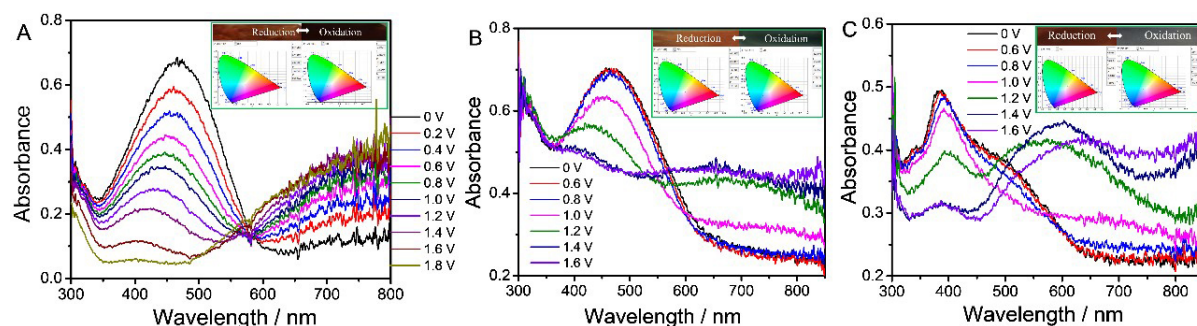 A
Reduction ⟷ Oxidation
Absorbance
0.8
0.6
0.4
0.2
0.0
300 400 500 600 700 800
Wavelength / nm
0 V
0.2 V
0.4 V
0.6 V
0.8 V
1.0 V
1.2 V
1.4 V
1.6 V
1.8 V
B
Reduction ⟷ Oxidation
Absorbance
0.8
0.6
0.4
0.2
300 400 500 600 700 800
Wavelength / nm
0 V
0.6 V
0.8 V
1.0 V
1.2 V
1.4 V
1.6 V
C
Reduction ⟷ Oxidation
Absorbance
0.6
0.5
0.4
0.3
0.2
300 400 500 600 700 800
Wavelength / nm
0 V
0.6 V
0.8 V
1.0 V
1.2 V
1.4 V
1.6 V